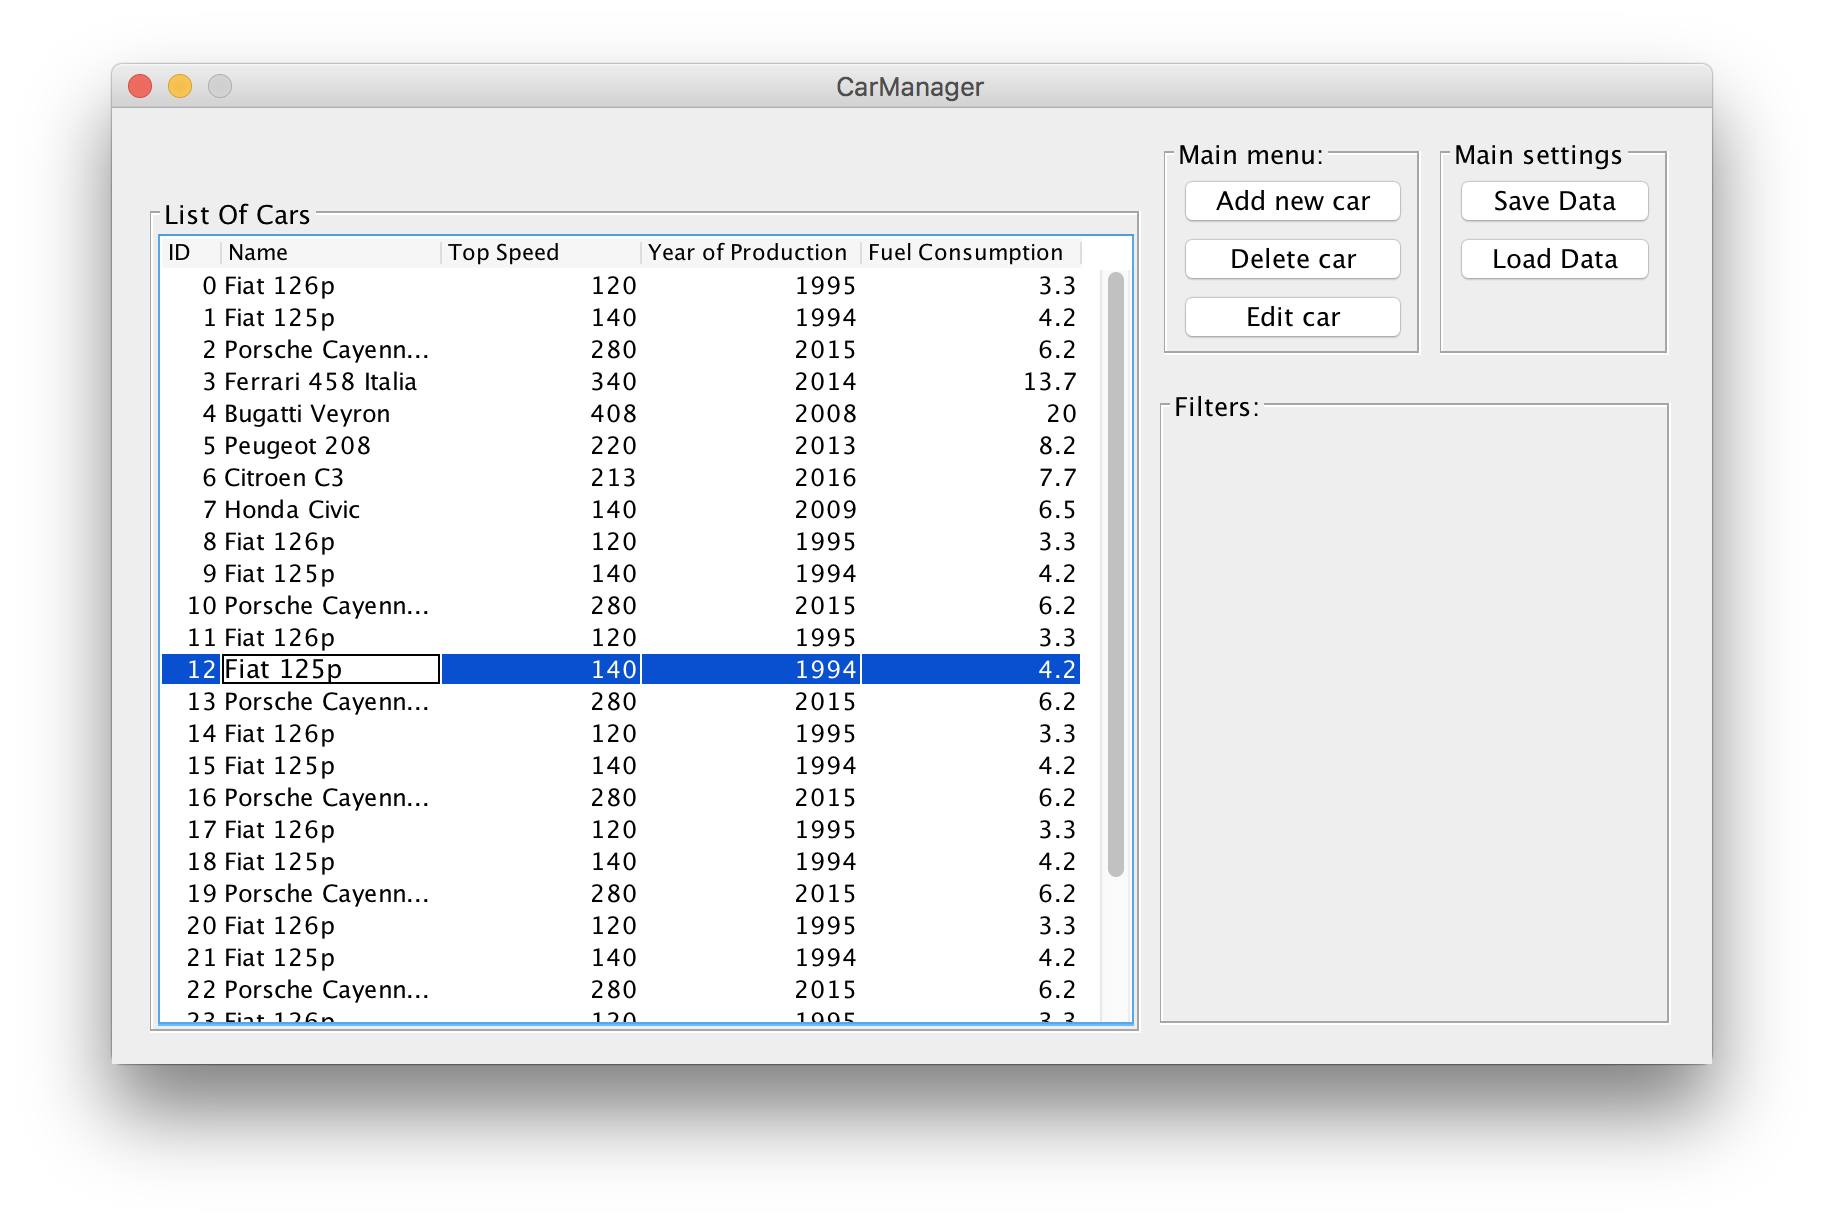 CarManager
Main menu:
Main settings
Add new car
Save Data
Delete car
Load Data
Edit car
List Of Cars
ID Name Top Speed Year of Production Fuel Consumption
0 Fiat 126p 120 1995 3.3
1 Fiat 125p 140 1994 4.2
2 Porsche Cayenn... 280 2015 6.2
3 Ferrari 458 Italia 340 2014 13.7
4 Bugatti Veyron 408 2008 20
5 Peugeot 208 220 2013 8.2
6 Citroen C3 213 2016 7.7
7 Honda Civic 140 2009 6.5
8 Fiat 126p 120 1995 3.3
9 Fiat 125p 140 1994 4.2
10 Porsche Cayenn... 280 2015 6.2
11 Fiat 126p 120 1995 3.3
12 Fiat 125p 140 1994 4.2
13 Porsche Cayenn... 280 2015 6.2
14 Fiat 126p 120 1995 3.3
15 Fiat 125p 140 1994 4.2
16 Porsche Cayenn... 280 2015 6.2
17 Fiat 126p 120 1995 3.3
18 Fiat 125p 140 1994 4.2
19 Porsche Cayenn... 280 2015 6.2
20 Fiat 126p 120 1995 3.3
21 Fiat 125p 140 1994 4.2
22 Porsche Cayenn... 280 2015 6.2
23 Fiat 126p 120 1995 3.3
Filters: